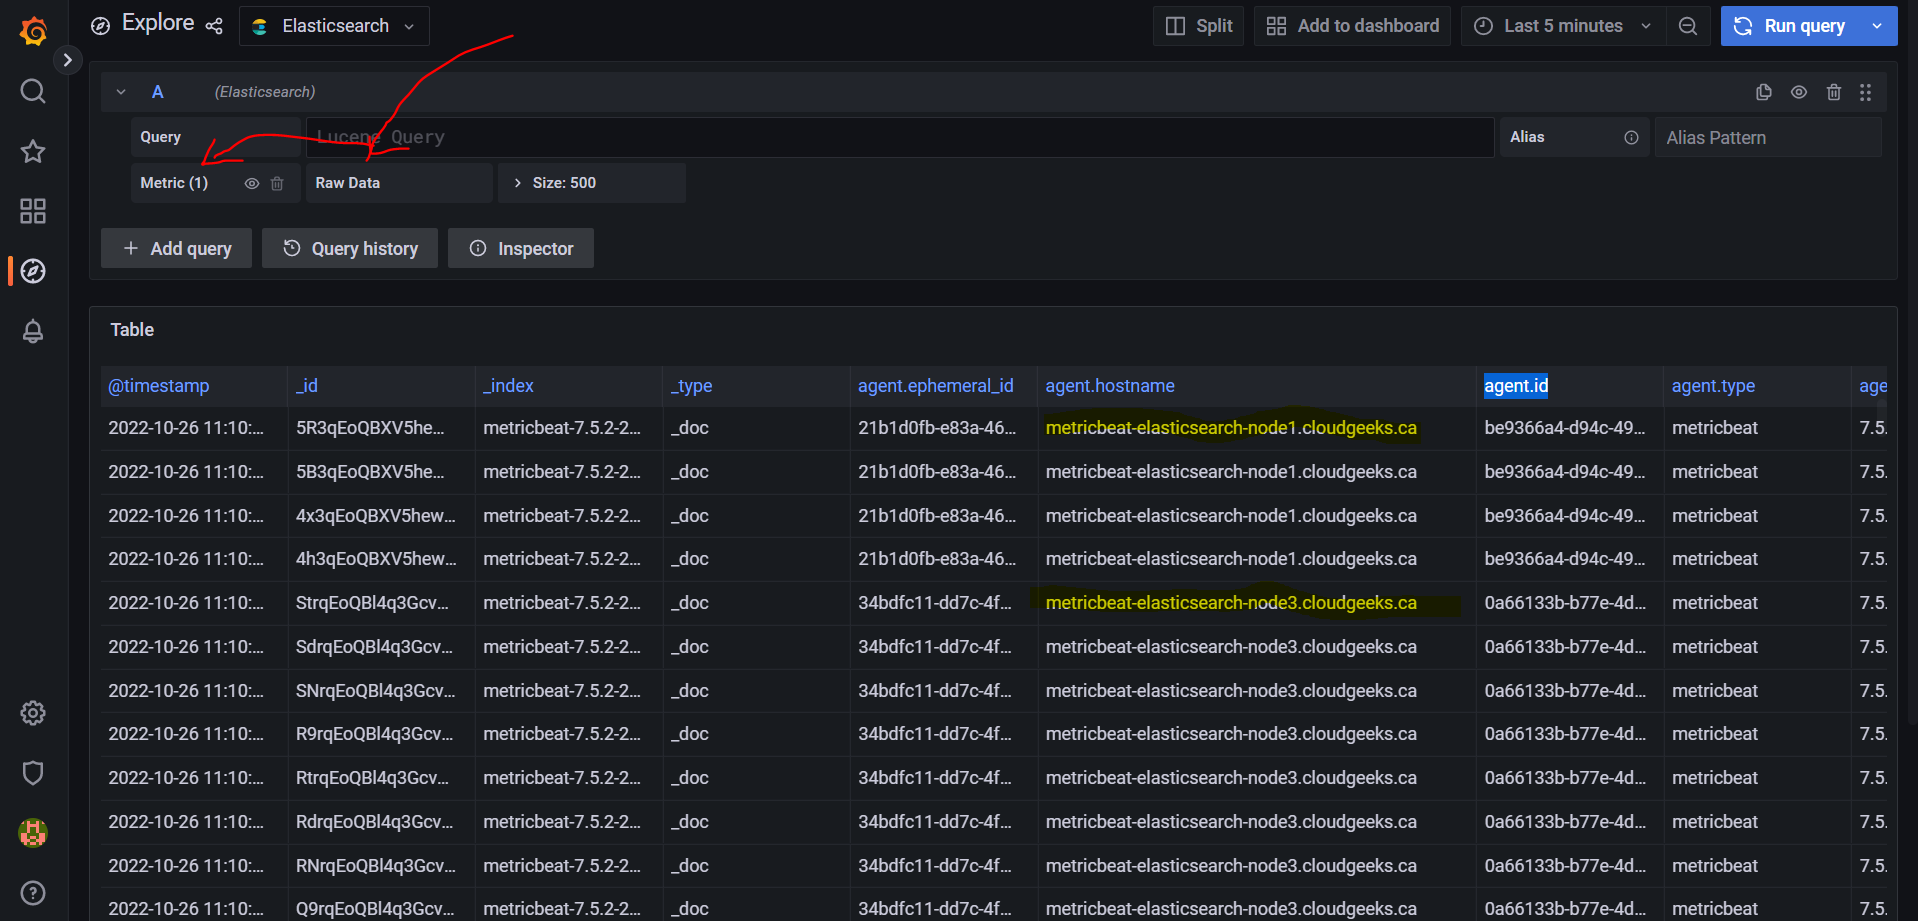 Explore Elasticsearch Split Add to dashboard Last 5 minutes Run query
A (Elasticsearch)
Query Lucene Query Alias Alias Pattern
Metric (1) Raw Data Size: 500
Add query Query history Inspector
Table
@timestamp _id _index _type agent.ephemeral_id agent.hostname agent.id agent.type age
2022-10-26 11:10:... 5R3qEoQBXV5he... metricbeat-7.5.2-2... _doc 21b1d0fb-e83a-46... metricbeat-elasticsearch-node1.cloudgeeks.ca be9366a4-d94c-49... metricbeat 7.5.
2022-10-26 11:10:... 5B3qEoQBXV5he... metricbeat-7.5.2-2... _doc 21b1d0fb-e83a-46... metricbeat-elasticsearch-node1.cloudgeeks.ca be9366a4-d94c-49... metricbeat 7.5.
2022-10-26 11:10:... 4x3qEoQBXV5hew... metricbeat-7.5.2-2... _doc 21b1d0fb-e83a-46... metricbeat-elasticsearch-node1.cloudgeeks.ca be9366a4-d94c-49... metricbeat 7.5.
2022-10-26 11:10:... 4h3qEoQBXV5hew... metricbeat-7.5.2-2... _doc 21b1d0fb-e83a-46... metricbeat-elasticsearch-node1.cloudgeeks.ca be9366a4-d94c-49... metricbeat 7.5.
2022-10-26 11:10:... StrqEoQBl4q3Gcv... metricbeat-7.5.2-2... _doc 34bdfc11-dd7c-4f... metricbeat-elasticsearch-node3.cloudgeeks.ca 0a66133b-b77e-4d... metricbeat 7.5.
2022-10-26 11:10:... SdrqEoQBl4q3Gcv... metricbeat-7.5.2-2... _doc 34bdfc11-dd7c-4f... metricbeat-elasticsearch-node3.cloudgeeks.ca 0a66133b-b77e-4d... metricbeat 7.5.
2022-10-26 11:10:... SNrqEoQBl4q3Gcv... metricbeat-7.5.2-2... _doc 34bdfc11-dd7c-4f... metricbeat-elasticsearch-node3.cloudgeeks.ca 0a66133b-b77e-4d... metricbeat 7.5.
2022-10-26 11:10:... R9rqEoQBl4q3Gcv... metricbeat-7.5.2-2... _doc 34bdfc11-dd7c-4f... metricbeat-elasticsearch-node3.cloudgeeks.ca 0a66133b-b77e-4d... metricbeat 7.5.
2022-10-26 11:10:... RtrqEoQBl4q3Gcv... metricbeat-7.5.2-2... _doc 34bdfc11-dd7c-4f... metricbeat-elasticsearch-node3.cloudgeeks.ca 0a66133b-b77e-4d... metricbeat 7.5.
2022-10-26 11:10:... RdrqEoQBl4q3Gcv... metricbeat-7.5.2-2... _doc 34bdfc11-dd7c-4f... metricbeat-elasticsearch-node3.cloudgeeks.ca 0a66133b-b77e-4d... metricbeat 7.5.
2022-10-26 11:10:... RNrqEoQBl4q3Gcv... metricbeat-7.5.2-2... _doc 34bdfc11-dd7c-4f... metricbeat-elasticsearch-node3.cloudgeeks.ca 0a66133b-b77e-4d... metricbeat 7.5.
2022-10-26 11:10:... Q9rqEoQBl4q3Gcv... metricbeat-7.5.2-2... _doc 34bdfc11-dd7c-4f... metricbeat-elasticsearch-node3.cloudgeeks.ca 0a66133b-b77e-4d... metricbeat 7.5.